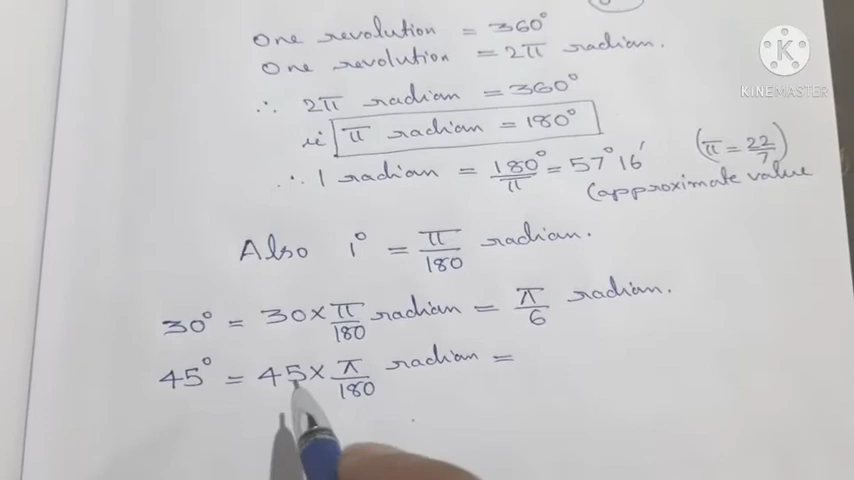 One revolution = 360°
One revolution = 2π radian.
∴ 2π radian = 360°
ie π radian = 180°
∴ 1 radian = 180°/π = 57°16' (π = 22/7)
(approximate value
Also 1° = π/180 radian.
30° = 30 × π/180 radian = π/6 radian.
45° = 45 × π/180 radian =
K
KINEMASTER